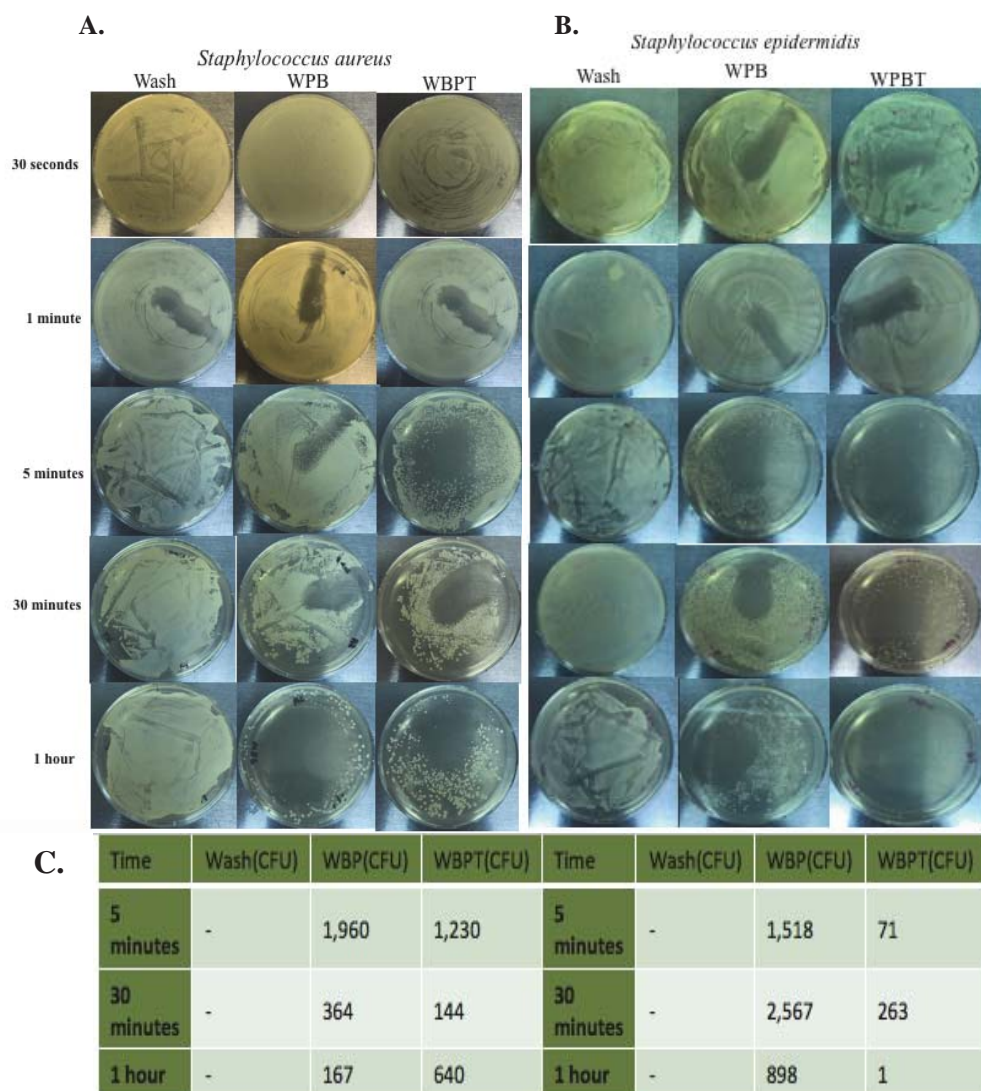 A.
B.
Staphylococcus aureus
Staphylococcus epidermidis
Wash WPB WBPT
Wash WPB WPBT
30 seconds
1 minute
5 minutes
30 minutes
1 hour
C.
Time Wash(CFU) WBP(CFU) WBPT(CFU) Time Wash(CFU) WBP(CFU) WBPT(CFU)
5 minutes - 1,960 1,230 5 minutes - 1,518 71
30 minutes - 364 144 30 minutes - 2,567 263
1 hour - 167 640 1 hour - 898 1